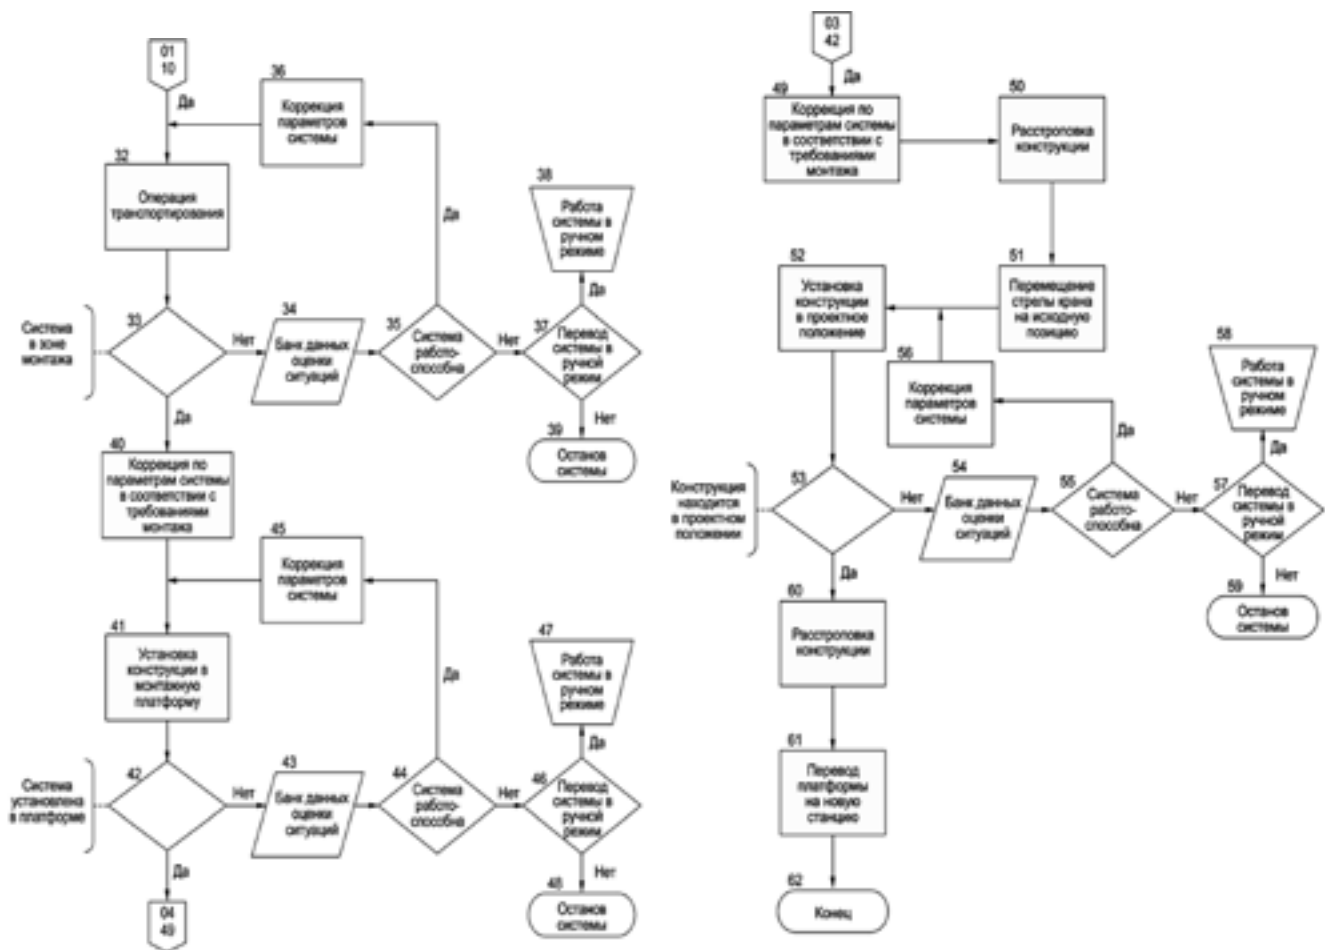 01
10
Да
36
Коррекция
параметров
системы
32
Операция
транспортирования
Да
38
Работа
системы в
ручном
режиме
Да
Система
в зоне
монтажа
33
Нет
34
Банк данных
оценки
ситуаций
35
Система
работо-
способна
Нет
37
Перевод
системы в
ручной
режим
Да
Нет
39
Останов
системы
40
Коррекция по
параметрам системы
в соответствии с
требованиями
монтажа
45
Коррекция
параметров
системы
41
Установка
конструкции в
монтажную
платформу
Да
47
Работа
системы в
ручном
режиме
Да
Система
установлена
в платформе
42
Нет
43
Банк данных
оценки
ситуаций
44
Система
работо-
способна
Нет
46
Перевод
системы в
ручной
режим
Да
Нет
48
Останов
системы
04
49
03
42
Да
49
Коррекция по
параметрам системы
в соответствии с
требованиями
монтажа
50
Расстроповка
конструкции
52
Установка
конструкции
в проектное
положение
51
Перемещение
стрелы крана
на исходную
позицию
56
Коррекция
параметров
системы
58
Работа
системы в
ручном
режиме
Да
Да
Конструкция
находится
в проектном
положении
53
Нет
54
Банк данных
оценки
ситуаций
55
Система
работо-
способна
Нет
57
Перевод
системы в
ручной
режим
Да
Нет
59
Останов
системы
60
Расстроповка
конструкции
61
Перевод
платформы
на новую
станцию
62
Конец